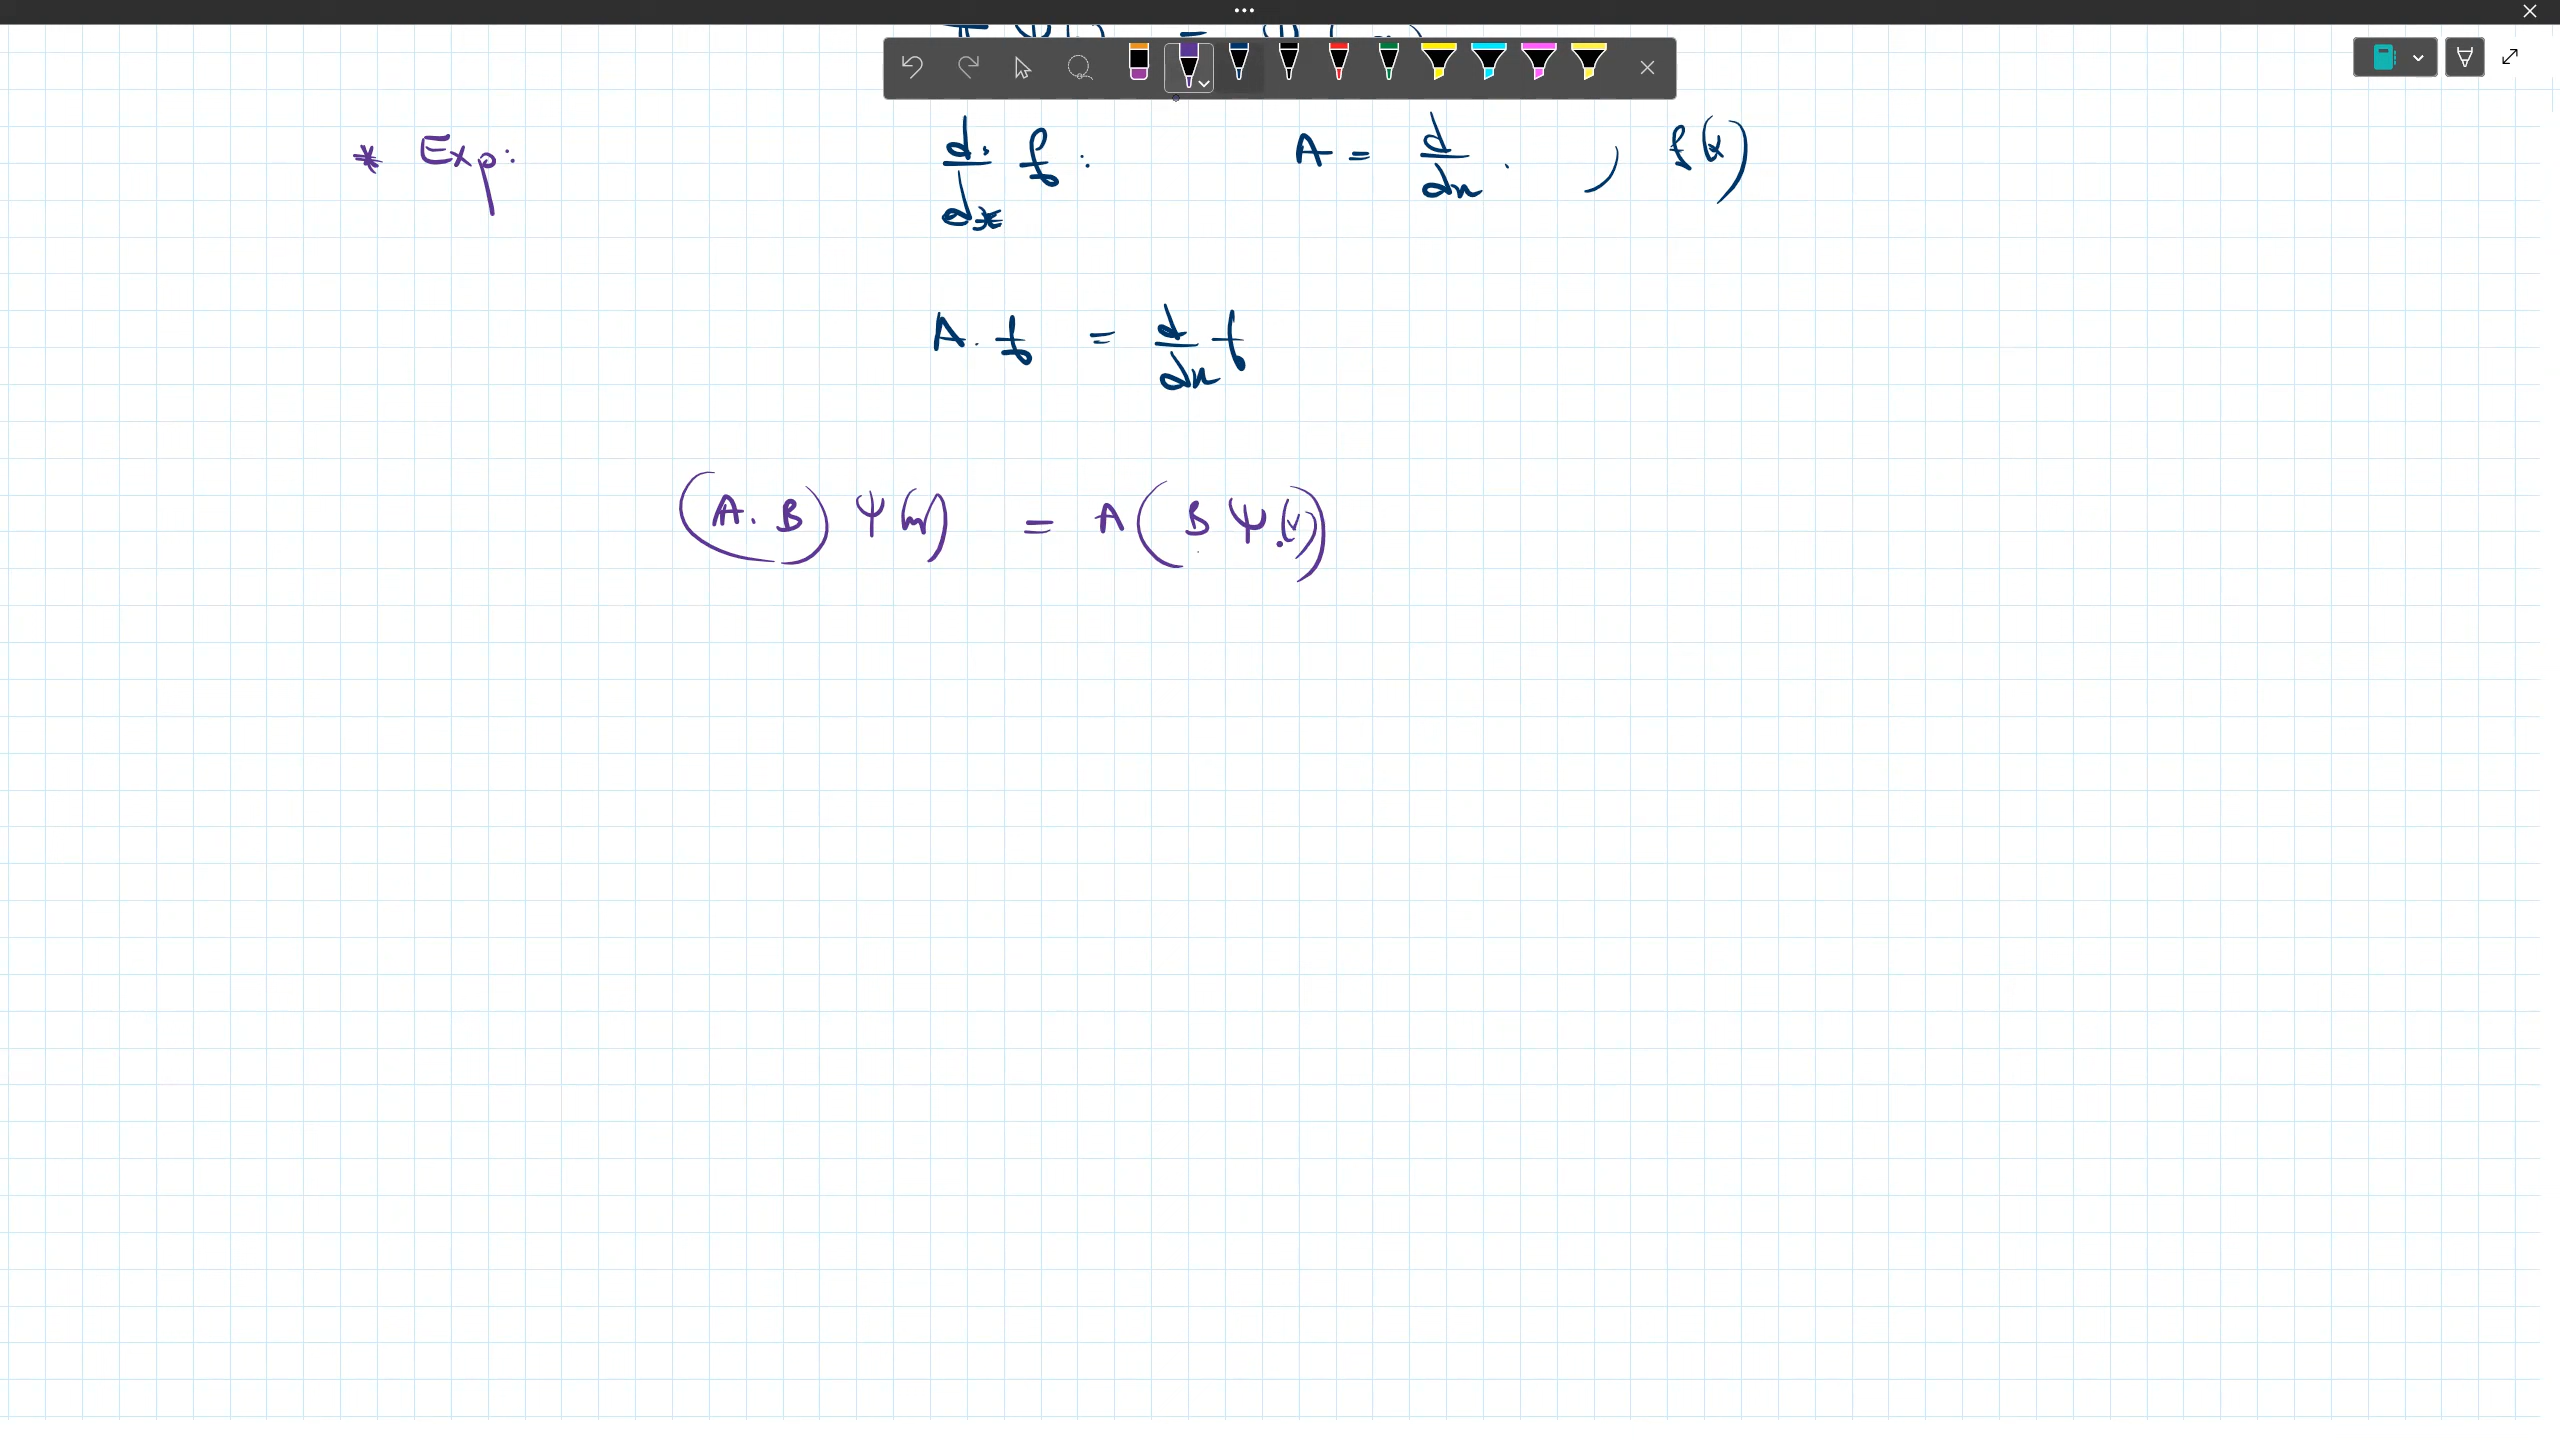 * Exp: d/dx f : A = d/dx . , f(x)
A . f = d/dx f
(A . B) Ψ(r) = A(B Ψ.(r))